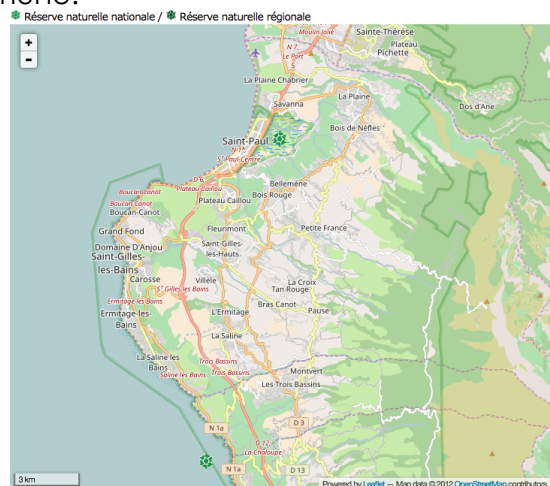 Réserve naturelle nationale / Réserve naturelle régionale
+
-
Moulin Joli
Sainte-Thérèse
Plateau
Pichette
N 7,
Le Port
La Plaine Chabrier
Savanna
La Plaine
Dos d'Ane
Bois de Nèfles
Saint-Paul
N 1A
St Paul-Centre
D 6,
Plateau Caillou
Bellemène
Bois Rouge
Boucan-Canot
Plateau Caillou
Boucan Canot
Boucan-Canot
Grand Fond
Fleurimont
Petite France
Domaine D'Anjou
Saint-Gilles-
les-Hauts
Saint-Gilles-
les-Bains
Carosse
Villèle
La Croix
Tan Rouge
St Gilles les Bains
Ermitage les Bains
Ermitage-les-
Bains
L'Ermitage
Bras Canot
Pause
La Saline
La Saline les
Bains
Trois Bassins
Saline les Bains
Trois Bassins
Montvert
Les Trois Bassins
N 1a
D 3
D 12,
La Chaloupe
N 1a
D 13
3 km
Powered by Leaflet — Map data © 2012 OpenStreetMap contributors